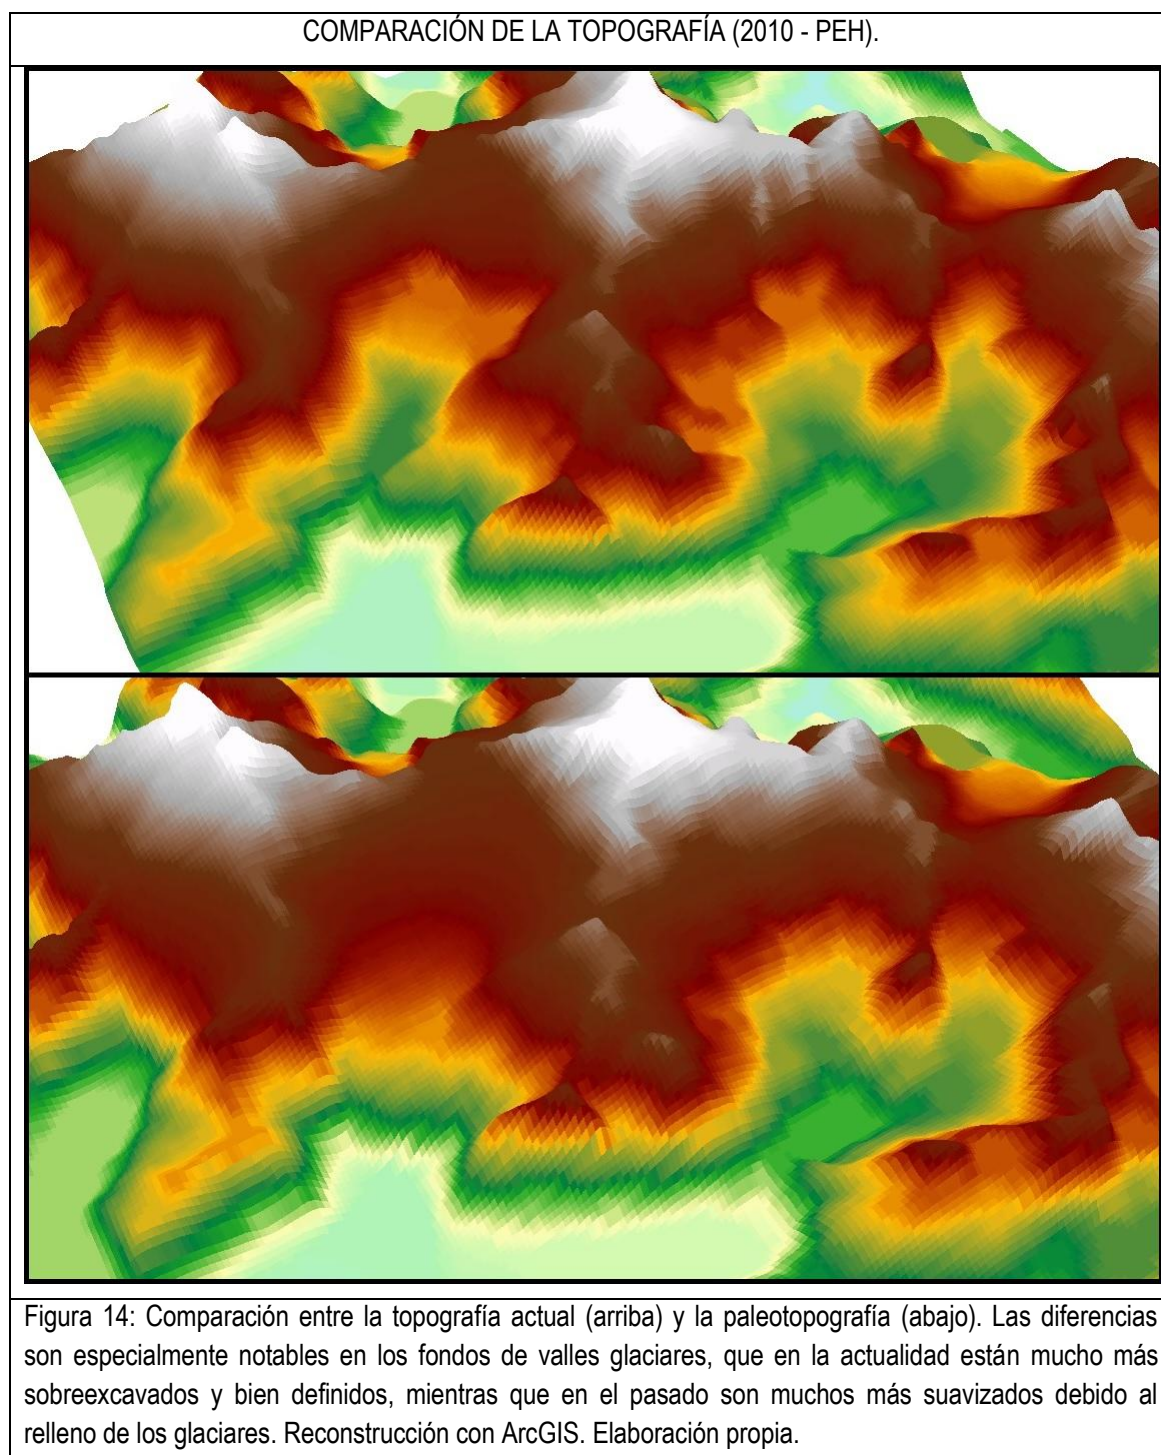 COMPARACIÓN DE LA TOPOGRAFÍA (2010 - PEH).
Figura 14: Comparación entre la topografía actual (arriba) y la paleotopografía (abajo). Las diferencias
son especialmente notables en los fondos de valles glaciares, que en la actualidad están mucho más
sobreexcavados y bien definidos, mientras que en el pasado son muchos más suavizados debido al
relleno de los glaciares. Reconstrucción con ArcGIS. Elaboración propia.